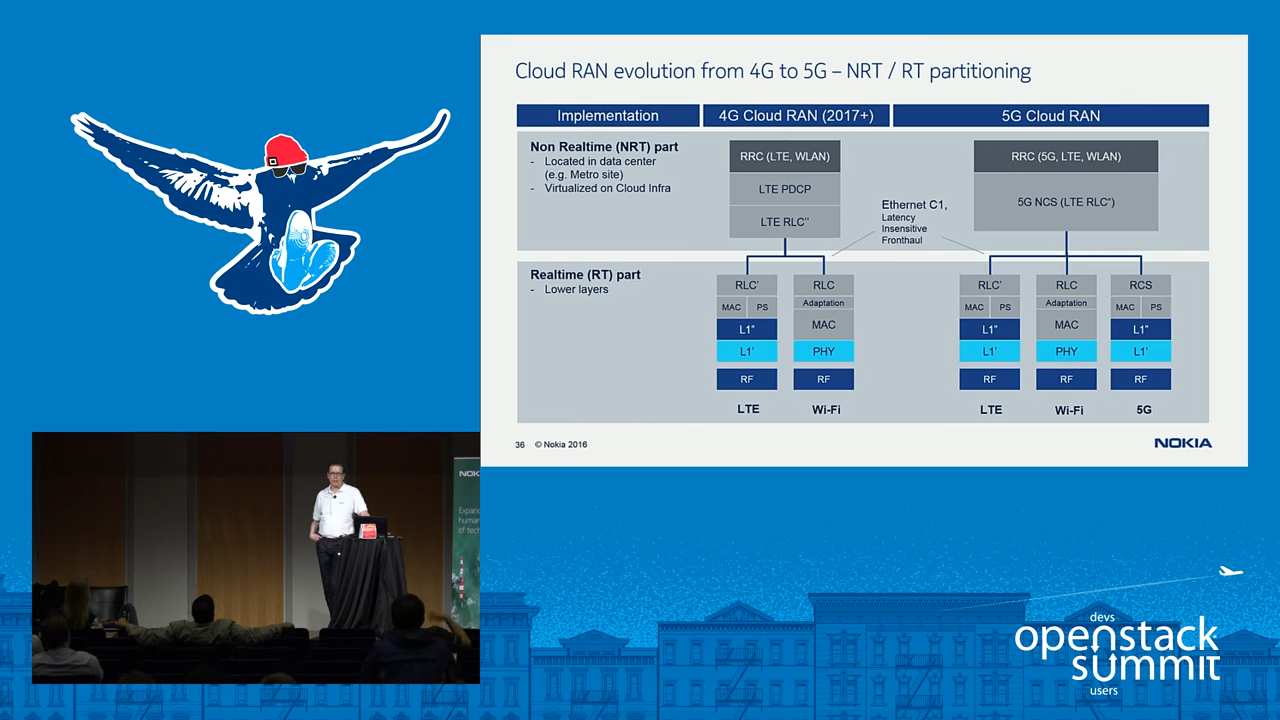 Cloud RAN evolution from 4G to 5G – NRT / RT partitioning
Implementation
4G Cloud RAN (2017+)
5G Cloud RAN
Non Realtime (NRT) part
- Located in data center
(e.g. Metro site)
- Virtualized on Cloud Infra
RRC (LTE, WLAN)
LTE PDCP
LTE RLC''
Ethernet C1,
Latency
Insensitive
Fronthaul
RRC (5G, LTE, WLAN)
5G NCS (LTE RLC'')
Realtime (RT) part
- Lower layers
RLC'
MAC
PS
L1''
L1'
RF
LTE
RLC
Adaptation
MAC
PHY
RF
Wi-Fi
RLC'
MAC
PS
L1''
L1'
RF
LTE
RLC
Adaptation
MAC
PHY
RF
Wi-Fi
RCS
MAC
PS
L1''
L1'
RF
5G
36 © Nokia 2016
NOKIA
NOK
Expand
human
of tech
devs
openstack
summit
users